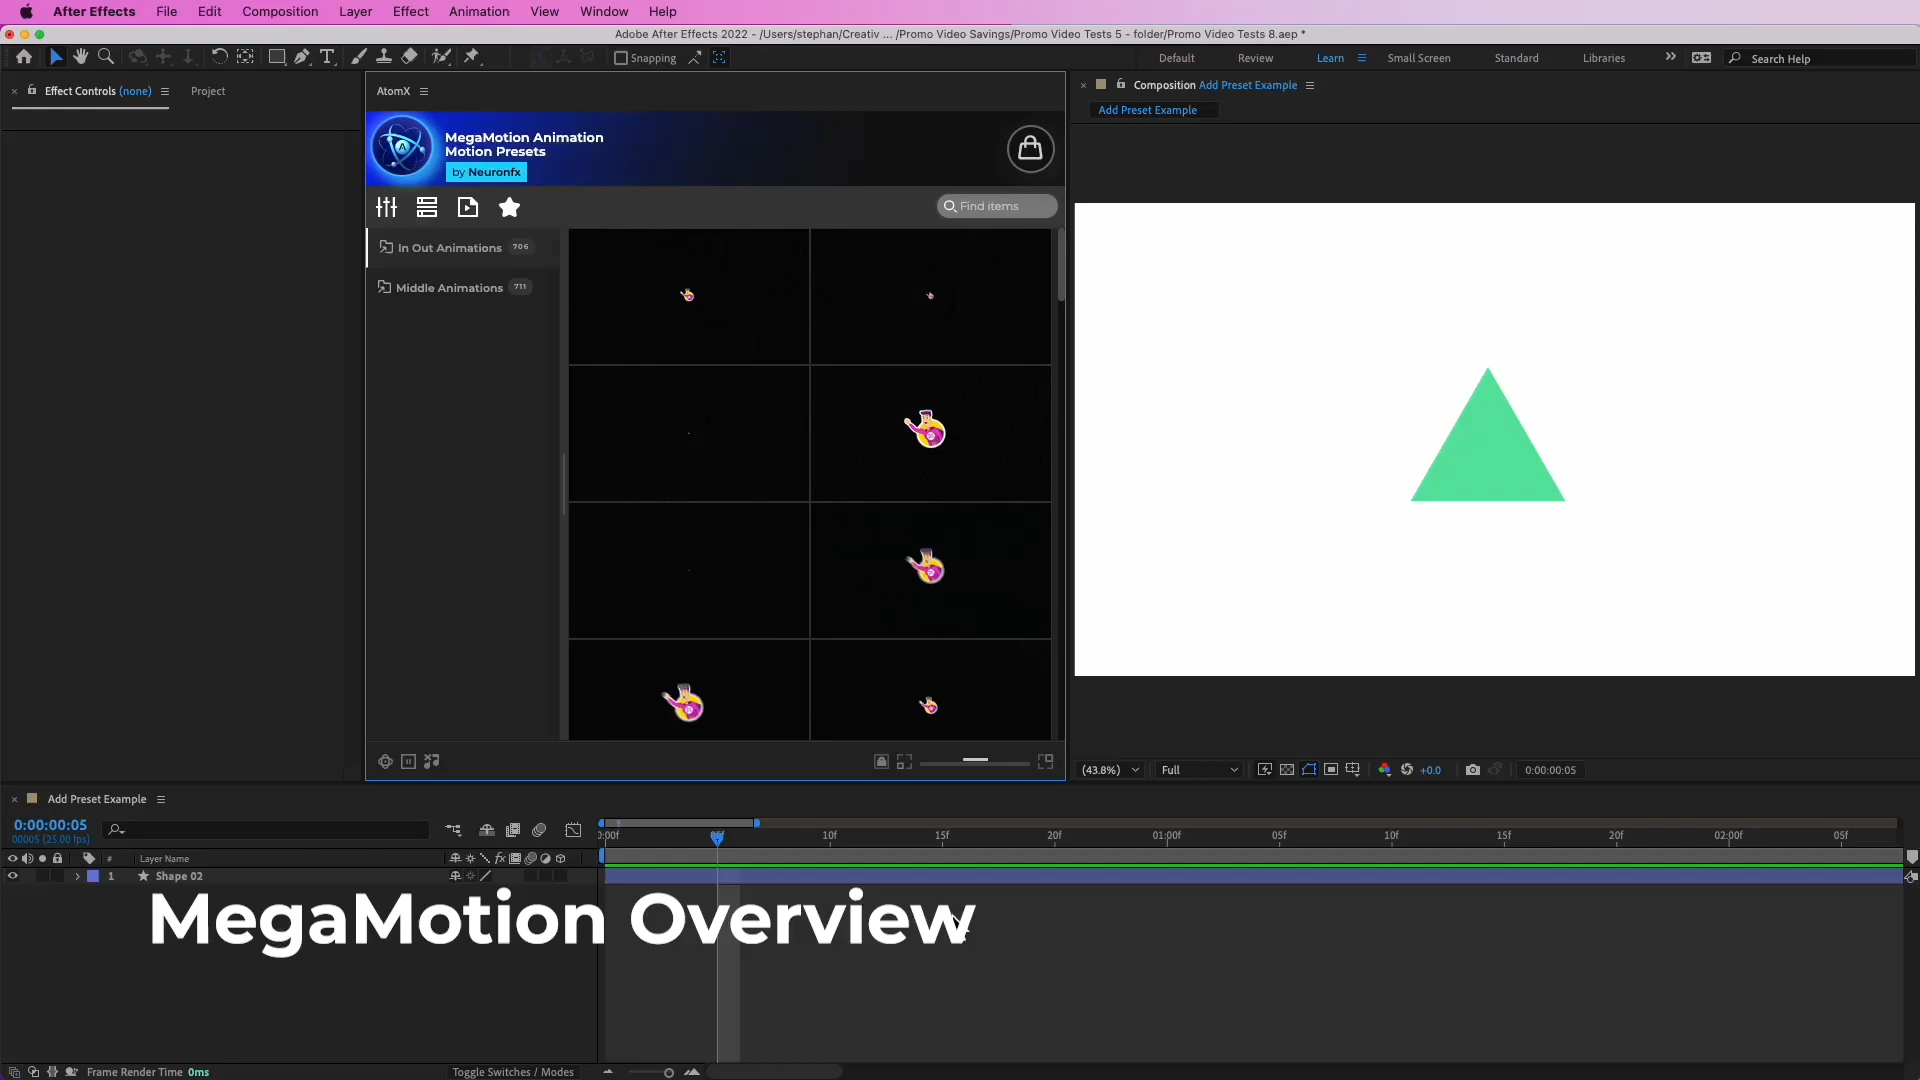 After Effects File Edit Composition Layer Effect Animation View Window Help
Adobe After Effects 2022 - /Users/stephan/Creativ ... /Promo Video Savings/Promo Video Tests 5 - folder/Promo Video Tests 8.aep *
Snapping
Default Review Learn Small Screen Standard Libraries Search Help
Effect Controls (none) Project
AtomX
Composition Add Preset Example
Add Preset Example
MegaMotion Animation
Motion Presets
by Neuronfx
Find items
In Out Animations 706
Middle Animations 711
(43.8%) Full +0.0 0:00:00:05
Add Preset Example
0:00:00:05
00005 (25.00 fps)
0:00f 05f 10f 15f 20f 01:00f 05f 10f 15f 20f 02:00f 05f
# Layer Name
1 Shape 02
MegaMotion Overview
Frame Render Time 0ms
Toggle Switches / Modes